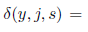 δ(y, j, s) =